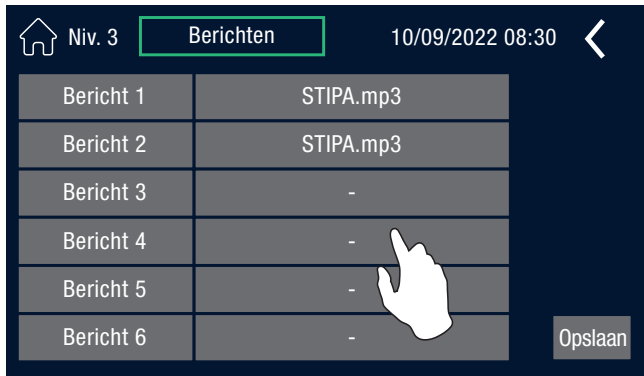 Niv. 3 Berichten 10/09/2022 08:30
Bericht 1 STIPA.mp3
Bericht 2 STIPA.mp3
Bericht 3 -
Bericht 4 -
Bericht 5 -
Bericht 6 - Opslaan